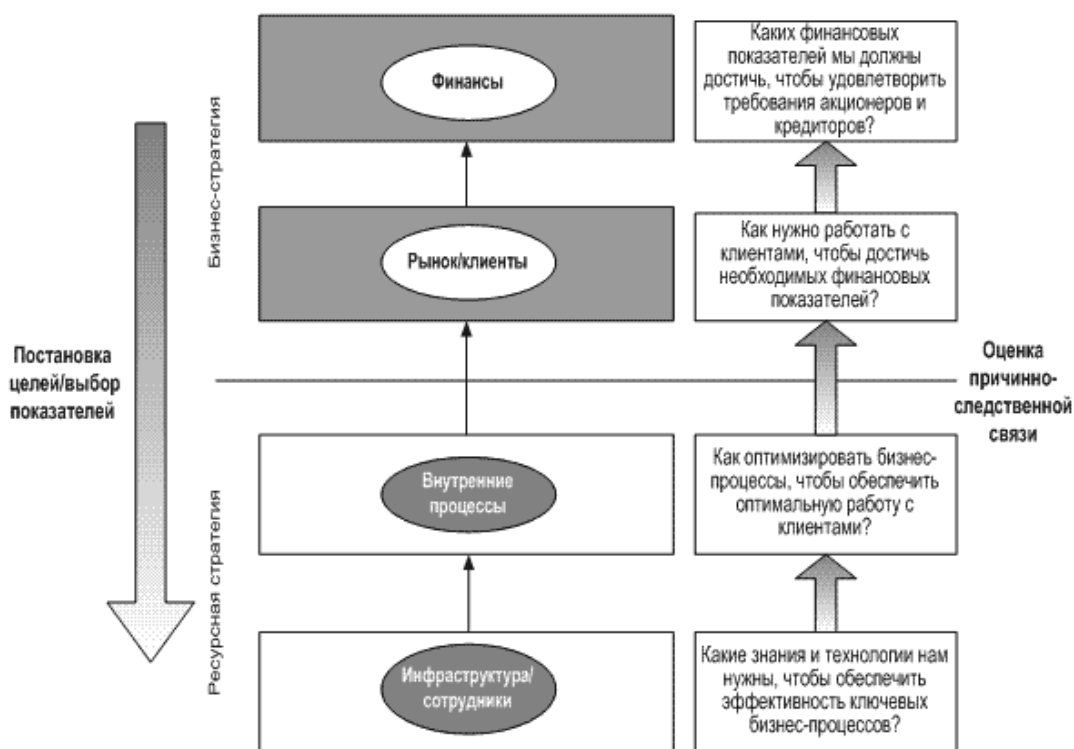 Финансы
Каких финансовых
показателей мы должны
достичь, чтобы удовлетворить
требования акционеров и
кредиторов?
Бизнес-стратегия
Рынок/клиенты
Как нужно работать с
клиентами, чтобы достичь
необходимых финансовых
показателей?
Постановка
целей/выбор
показателей
Оценка
причинно-
следственной
связи
Внутренние
процессы
Как оптимизировать бизнес-
процессы, чтобы обеспечить
оптимальную работу с
клиентами?
Ресурсная стратегия
Инфраструктура/
сотрудники
Какие знания и технологии нам
нужны, чтобы обеспечить
эффективность ключевых
бизнес-процессов?